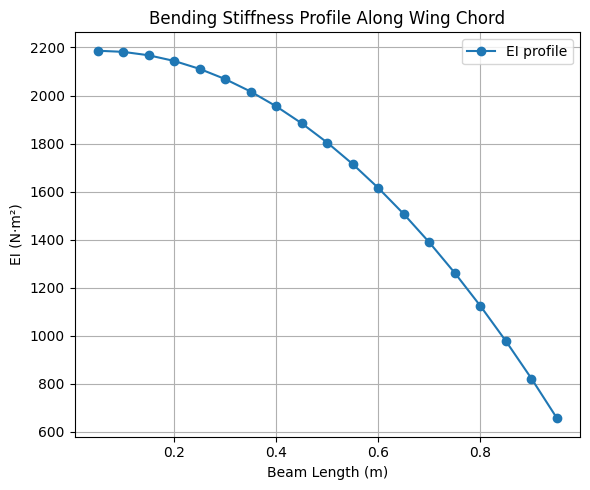 Bending Stiffness Profile Along Wing Chord
EI profile
2200
2000
1800
1600
1400
1200
1000
800
600
EI (N·m²)
0.2 0.4 0.6 0.8
Beam Length (m)